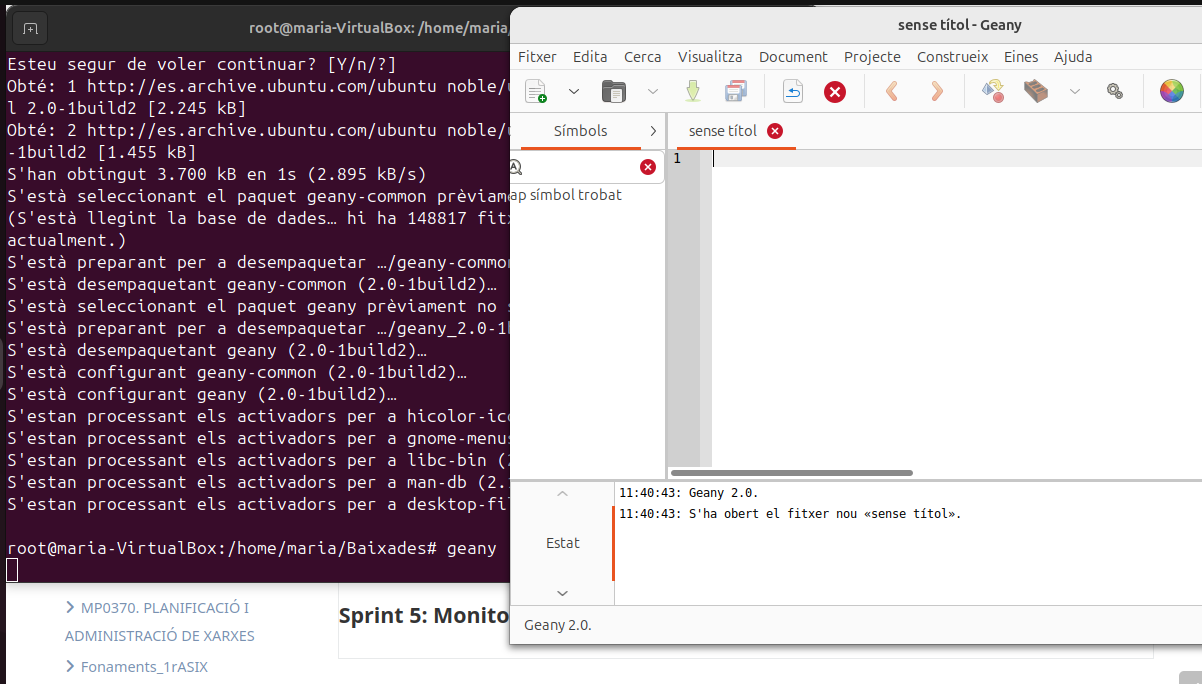 root@maria-VirtualBox: /home/maria/
Esteu segur de voler continuar? [Y/n/?]
Obté: 1 http://es.archive.ubuntu.com/ubuntu noble/
l 2.0-1build2 [2.245 kB]
Obté: 2 http://es.archive.ubuntu.com/ubuntu noble/
-1build2 [1.455 kB]
S'han obtingut 3.700 kB en 1s (2.895 kB/s)
S'està seleccionant el paquet geany-common prèviam
(S'està llegint la base de dades… hi ha 148817 fit
actualment.)
S'està preparant per a desempaquetar …/geany-common
S'està desempaquetant geany-common (2.0-1build2)…
S'està seleccionant el paquet geany prèviament no s
S'està preparant per a desempaquetar …/geany_2.0-1b
S'està desempaquetant geany (2.0-1build2)…
S'està configurant geany-common (2.0-1build2)…
S'està configurant geany (2.0-1build2)…
S'estan processant els activadors per a hicolor-ico
S'estan processant els activadors per a gnome-menus
S'estan processant els activadors per a libc-bin (2
S'estan processant els activadors per a man-db (2.
S'estan processant els activadors per a desktop-fil
root@maria-VirtualBox:/home/maria/Baixades# geany
sense títol - Geany
Fitxer Edita Cerca Visualitza Document Projecte Construeix Eines Ajuda
Símbols
sense títol
1
ap símbol trobat
11:40:43: Geany 2.0.
11:40:43: S'ha obert el fitxer nou «sense títol».
Estat
Geany 2.0.
MP0370. PLANIFICACIÓ I
ADMINISTRACIÓ DE XARXES
Fonaments_1rASIX
Sprint 5: Monito